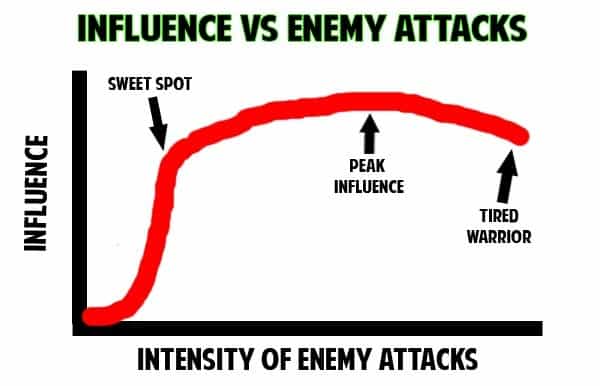 INFLUENCE VS ENEMY ATTACKS
SWEET SPOT
PEAK
INFLUENCE
TIRED
WARRIOR
INFLUENCE
INTENSITY OF ENEMY ATTACKS